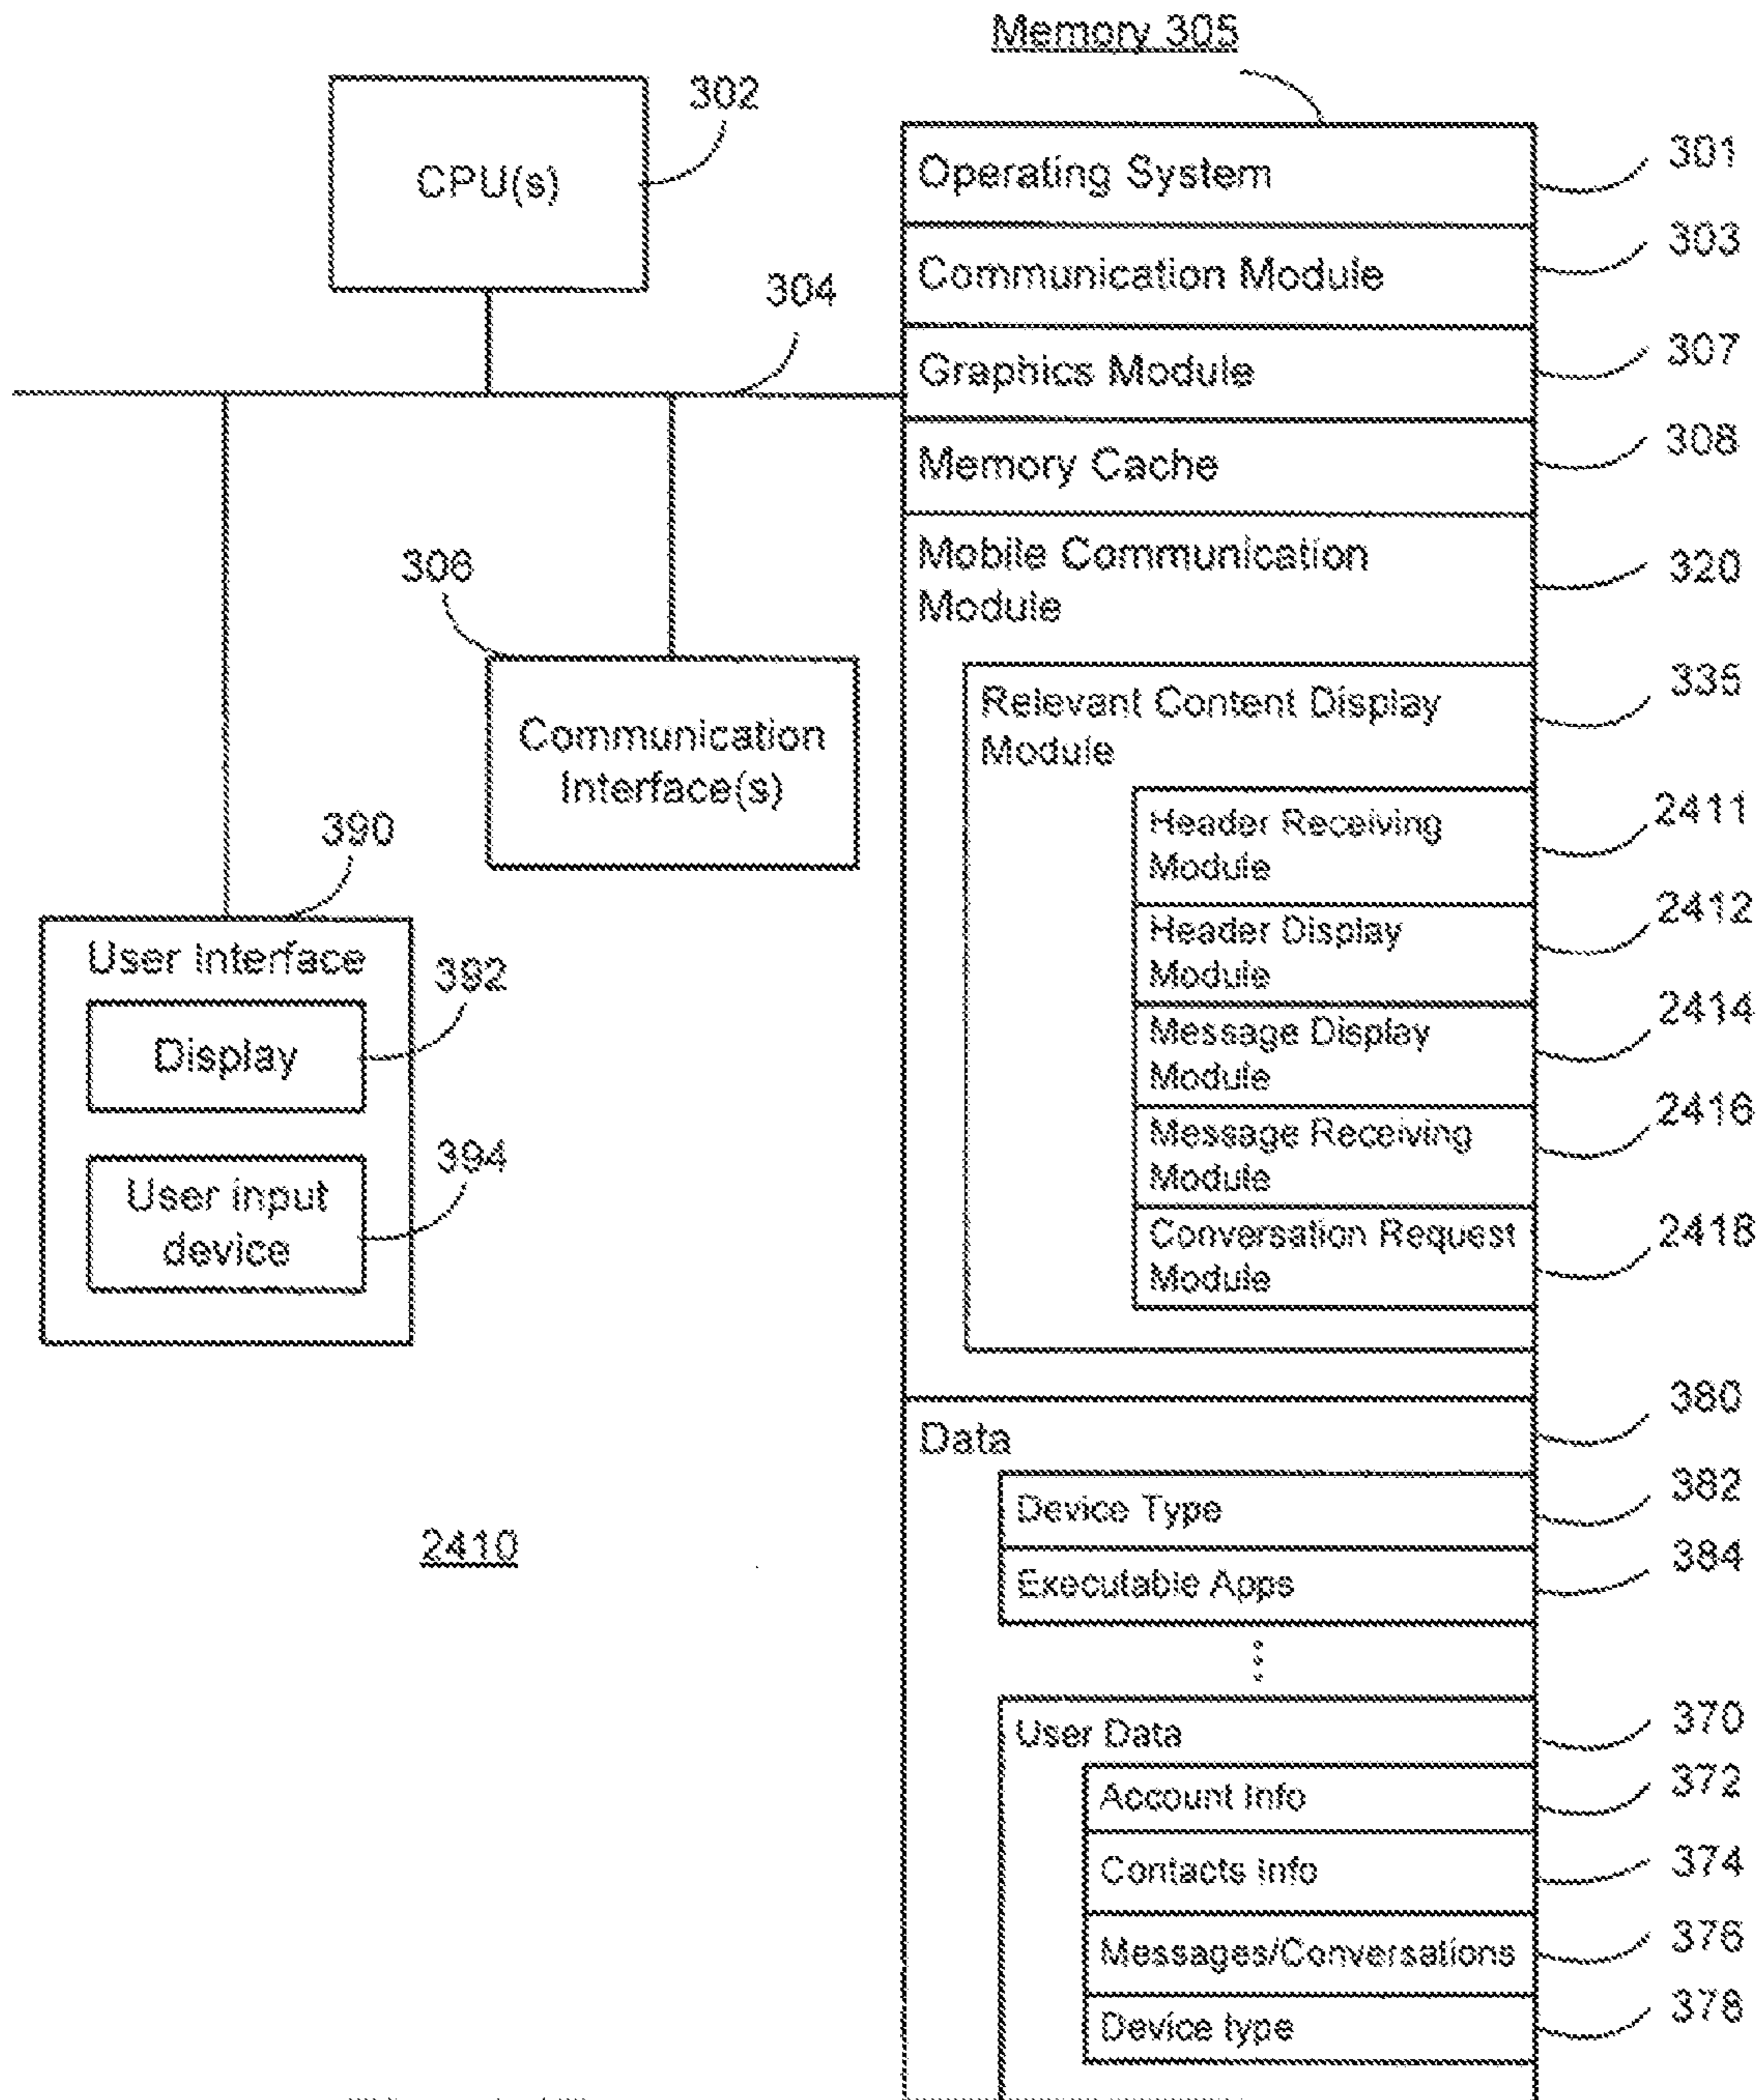 Memory 305
302
CPU(s)
304
306
Communication
Interface(s)
390
User Interface
392
Display
394
User input
device
2410
Operating System
301
Communication Module
303
Graphics Module
307
Memory Cache
308
Mobile Communication
Module
320
Relevant Content Display
Module
335
Header Receiving
Module
2411
Header Display
Module
2412
Message Display
Module
2414
Message Receiving
Module
2416
Conversation Request
Module
2418
Data
380
Device Type
382
Executable Apps
384
User Data
370
Account Info
372
Contacts Info
374
Messages/Conversations
376
Device type
378